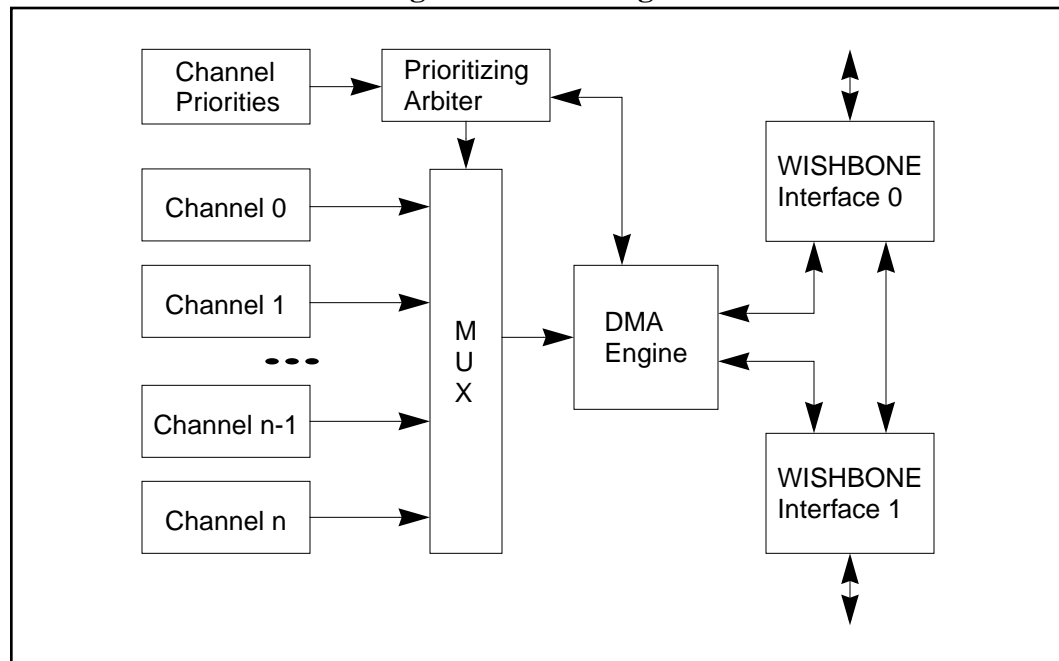 Channel
Priorities
Prioritizing
Arbiter
Channel 0
Channel 1
Channel n-1
Channel n
M
U
X
DMA
Engine
WISHBONE
Interface 0
WISHBONE
Interface 1